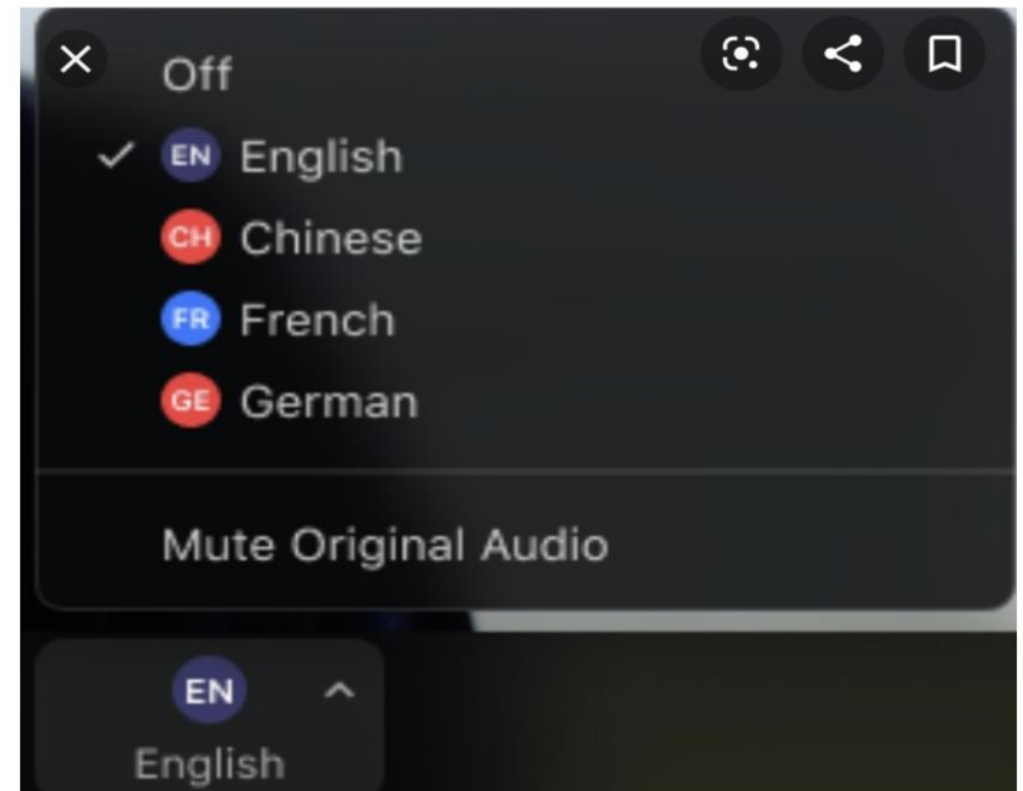 Off
EN English
CH Chinese
FR French
GE German
Mute Original Audio
EN
English